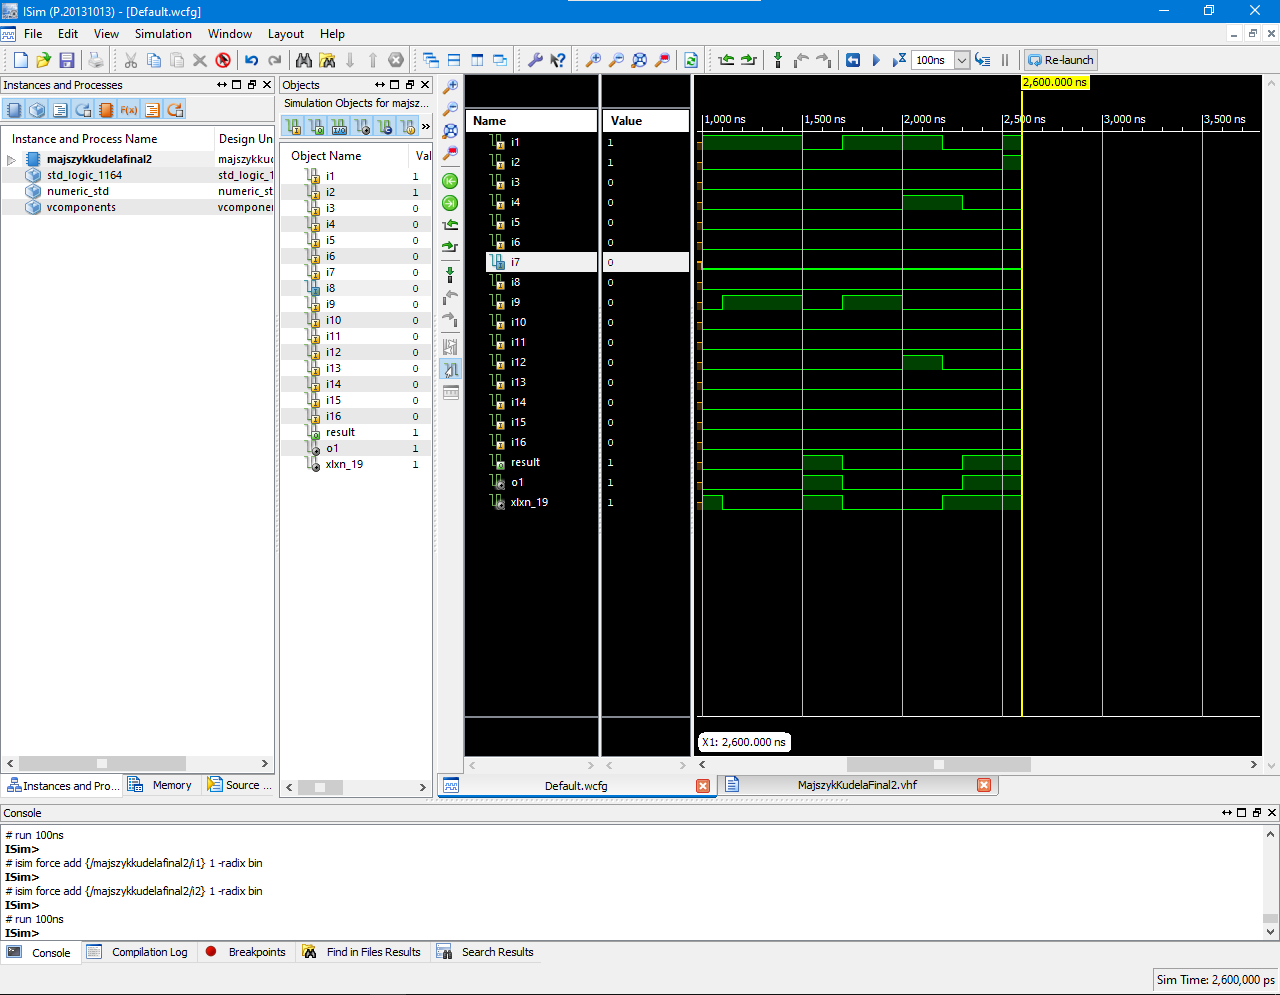 ISim (P.20131013) - [Default.wcfg]
File Edit View Simulation Window Layout Help
100ns Re-launch
Instances and Processes
Instance and Process Name Design Un
majszykkudelafinal2 majszykkud
std_logic_1164 std_logic_1
numeric_std numeric_st
vcomponents vcomponen
Instances and Pro... Memory Source ...
Objects
Simulation Objects for majsz...
»
Object Name Val
i1 1
i2 1
i3 0
i4 0
i5 0
i6 0
i7 0
i8 0
i9 0
i10 0
i11 0
i12 0
i13 0
i14 0
i15 0
i16 0
result 1
o1 1
xlxn_19 1
Name Value
i1 1
i2 1
i3 0
i4 0
i5 0
i6 0
i7 0
i8 0
i9 0
i10 0
i11 0
i12 0
i13 0
i14 0
i15 0
i16 0
result 1
o1 1
xlxn_19 1
2,600.000 ns
1,000 ns 1,500 ns 2,000 ns 2,500 ns 3,000 ns 3,500 ns
X1: 2,600.000 ns
Default.wcfg MajszykKudelaFinal2.vhf
Console
# run 100ns
ISim>
# isim force add {/majszykkudelafinal2/i1} 1 -radix bin
ISim>
# isim force add {/majszykkudelafinal2/i2} 1 -radix bin
ISim>
# run 100ns
ISim>
Console Compilation Log Breakpoints Find in Files Results Search Results
Sim Time: 2,600,000 ps